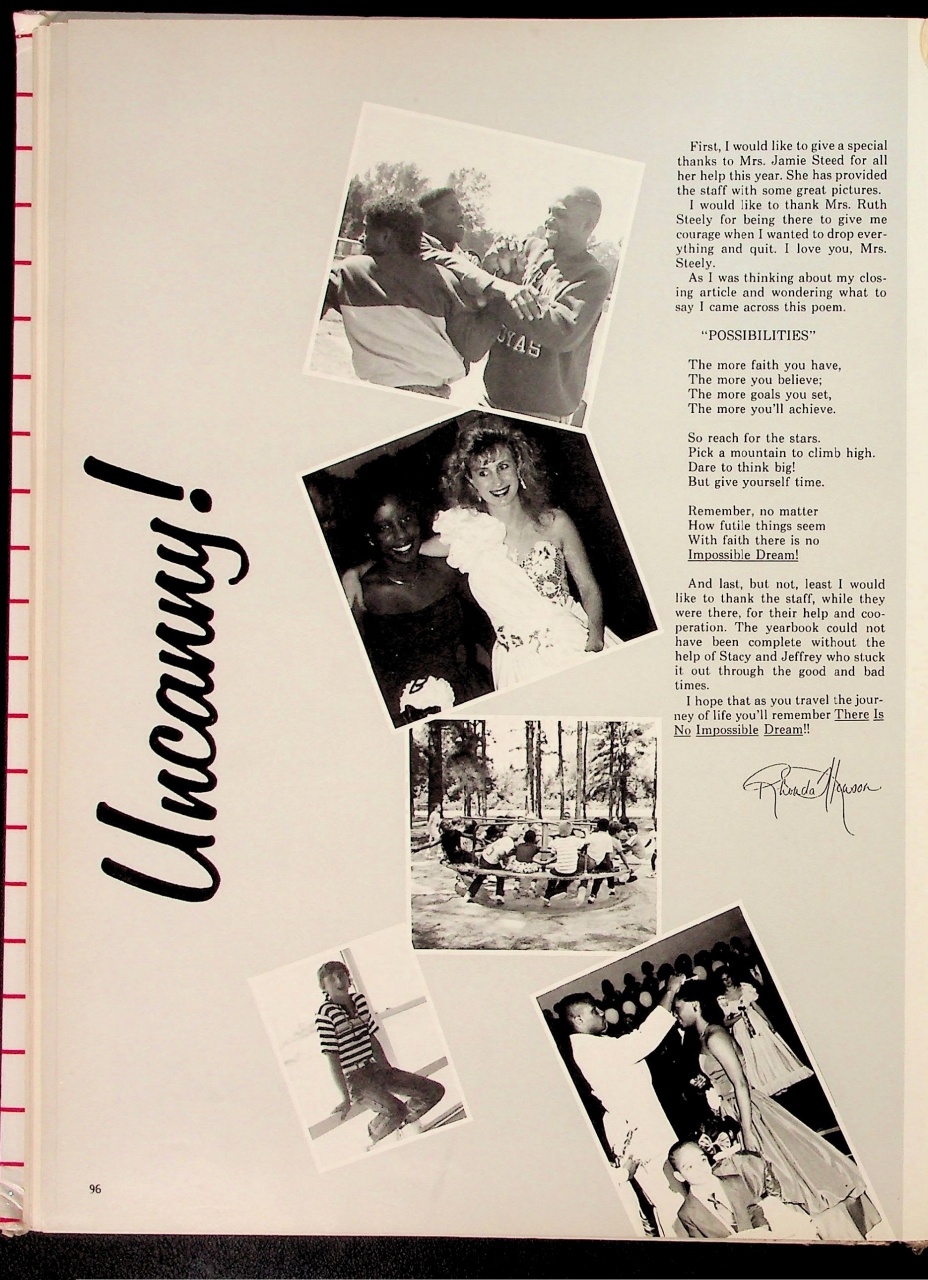 Uncanny!
First, I would like to give a special
thanks to Mrs. Jamie Steed for all
her help this year. She has provided
the staff with some great pictures.
I would like to thank Mrs. Ruth
Steely for being there to give me
courage when I wanted to drop ever-
ything and quit. I love you, Mrs.
Steely.
As I was thinking about my clos-
ing article and wondering what to
say I came across this poem.
“POSSIBILITIES”
The more faith you have,
The more you believe;
The more goals you set,
The more you'll achieve.
So reach for the stars.
Pick a mountain to climb high.
Dare to think big!
But give yourself time.
Remember, no matter
How futile things seem
With faith there is no
Impossible Dream!
And last, but not, least I would
like to thank the staff, while they
were there, for their help and coo-
peration. The yearbook could not
have been complete without the
help of Stacy and Jeffrey who stuck
it out through the good and bad
times.
I hope that as you travel the jour-
ney of life you'll remember There Is
No Impossible Dream!!
Rhonda
96